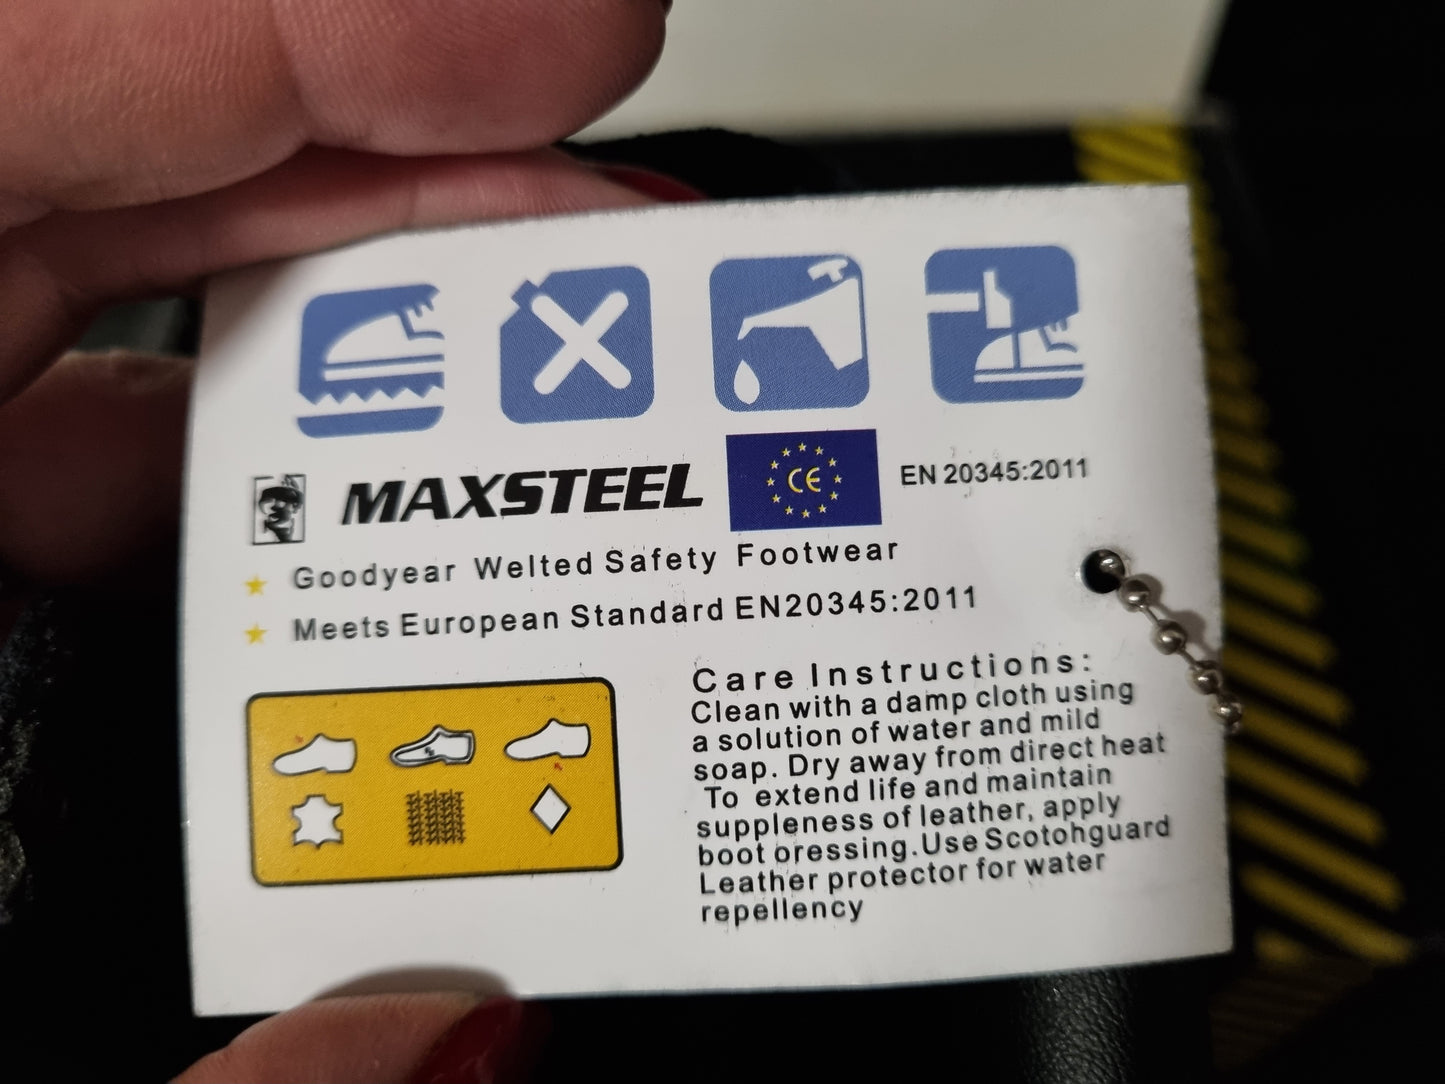 MAXSTEEL
CE
EN 20345:2011
Goodyear Welted Safety Footwear
Meets European Standard EN20345:2011
Care Instructions:
Clean with a damp cloth using
a solution of water and mild
soap. Dry away from direct heat
To extend life and maintain
suppleness of leather, apply
boot oressing.Use Scotohguard
Leather protector for water
repellency